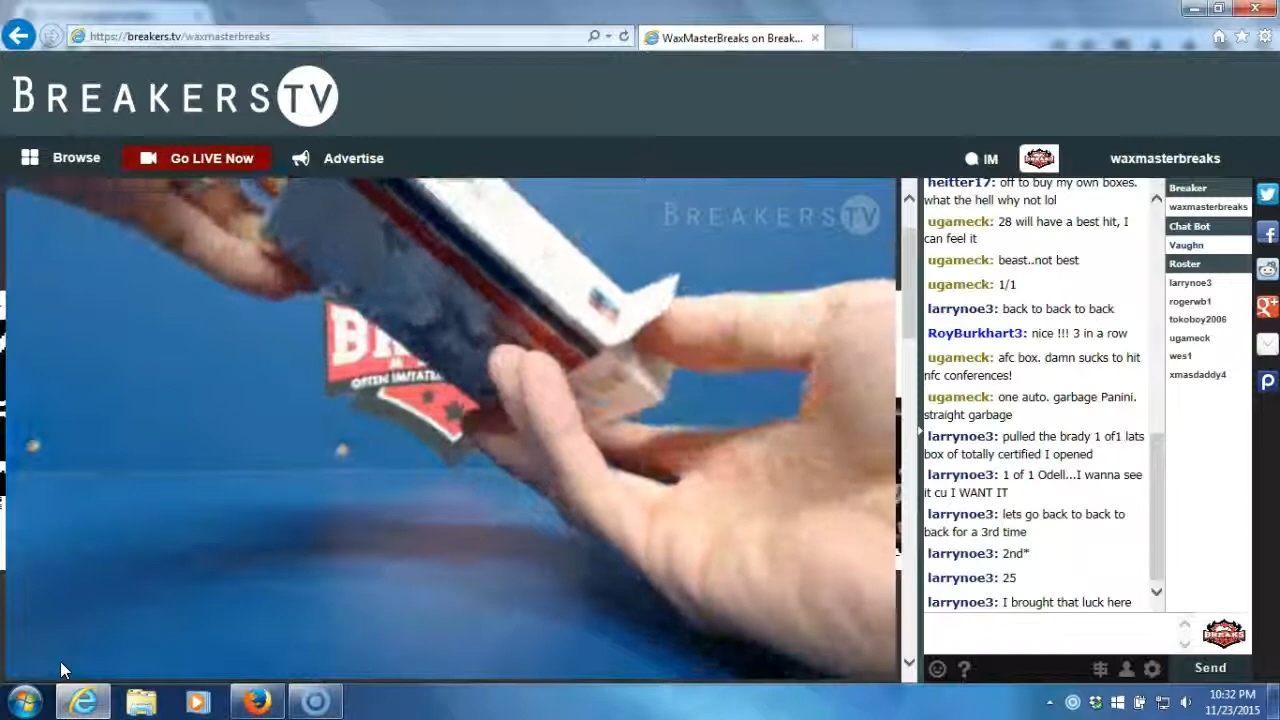 https://breakers.tv/waxmasterbreaks
WaxMasterBreaks on Break...
BREAKERS TV
Browse
Go LIVE Now
Advertise
IM
waxmasterbreaks
BREAKERS TV
OFTEN IMITATE
heitter17: off to buy my own boxes.
what the hell why not lol
ugameck: 28 will have a best hit, I
can feel it
ugameck: beast..not best
ugameck: 1/1
larrynoe3: back to back to back
RoyBurkhart3: nice !!! 3 in a row
ugameck: afc box. damn sucks to hit
nfc conferences!
ugameck: one auto. garbage Panini.
straight garbage
larrynoe3: pulled the brady 1 of1 lats
box of totally certified I opened
larrynoe3: 1 of 1 Odell...I wanna see
it cu I WANT IT
larrynoe3: lets go back to back to
back for a 3rd time
larrynoe3: 2nd*
larrynoe3: 25
larrynoe3: I brought that luck here
Breaker
waxmasterbreaks
Chat Bot
Vaughn
Roster
larrynoe3
rogerwb1
tokoboy2006
ugameck
wes1
xmasdaddy4
BREAKS
Send
10:32 PM
11/23/2015